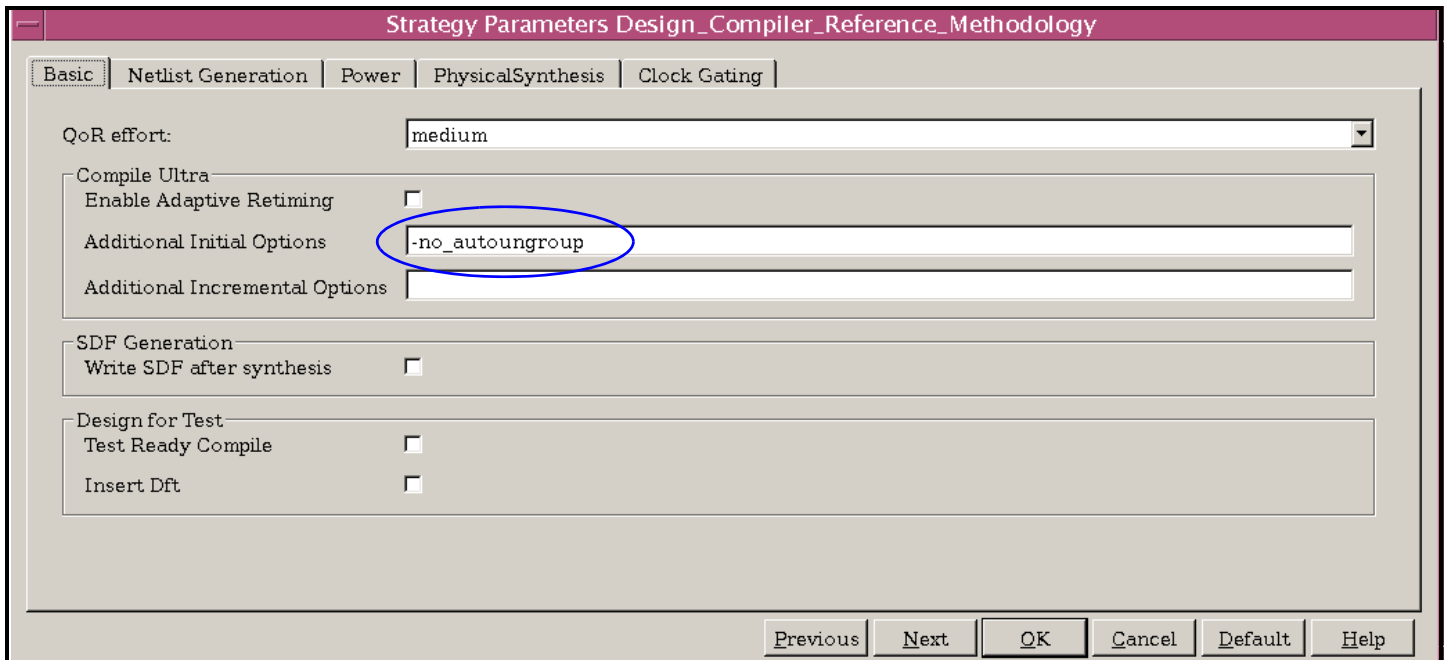 Strategy Parameters Design_Compiler_Reference_Methodology
Basic Netlist Generation Power PhysicalSynthesis Clock Gating
QoR effort: medium
Compile Ultra
Enable Adaptive Retiming
Additional Initial Options -no_autoungroup
Additional Incremental Options
SDF Generation
Write SDF after synthesis
Design for Test
Test Ready Compile
Insert Dft
Previous Next OK Cancel Default Help